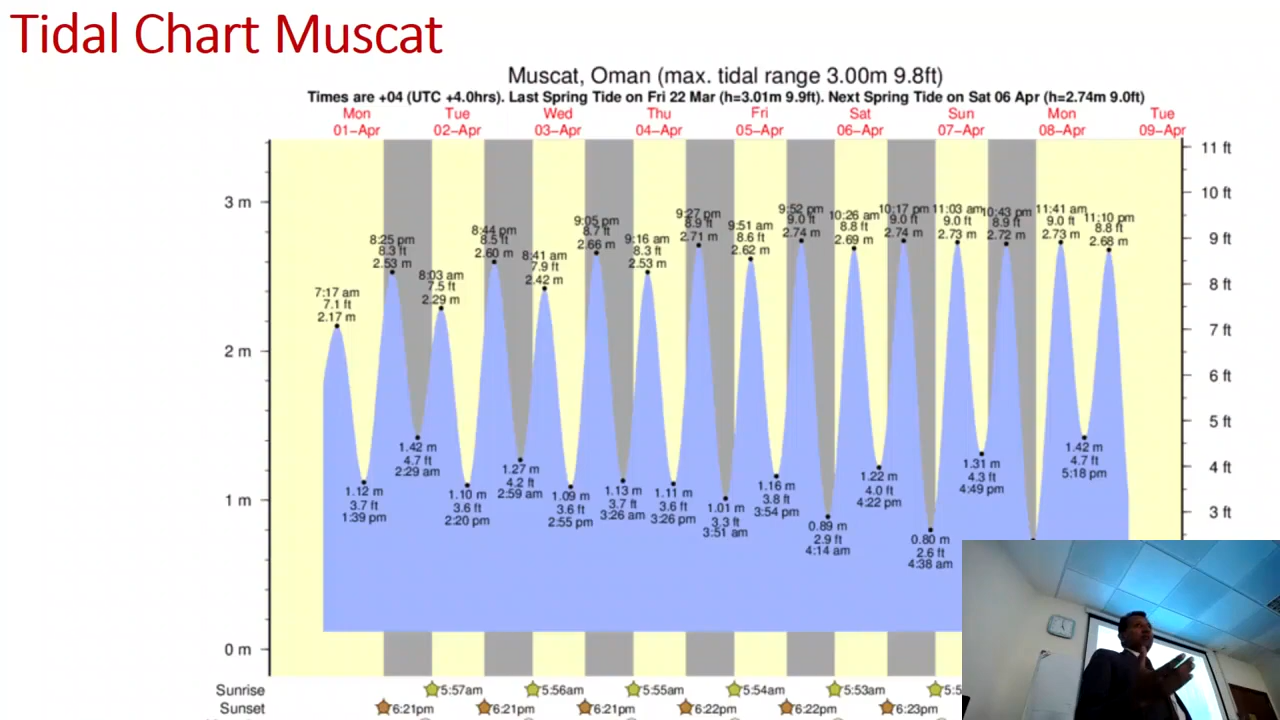 Tidal Chart Muscat
Muscat, Oman (max. tidal range 3.00m 9.8ft)
Times are +04 (UTC +4.0hrs). Last Spring Tide on Fri 22 Mar (h=3.01m 9.9ft). Next Spring Tide on Sat 06 Apr (h=2.74m 9.0ft)
Mon Tue Wed Thu Fri Sat Sun Mon Tue
01-Apr 02-Apr 03-Apr 04-Apr 05-Apr 06-Apr 07-Apr 08-Apr 09-Apr
3 m
2 m
1 m
0 m
11 ft
10 ft
9 ft
8 ft
7 ft
6 ft
5 ft
4 ft
3 ft
7:17 am
7.1 ft
2.17 m
8:25 pm
8.3 ft
2.53 m
8:03 am
7.5 ft
2.29 m
8:44 pm
8.5 ft
2.60 m
8:41 am
7.9 ft
2.42 m
9:05 pm
8.7 ft
2.66 m
9:16 am
8.3 ft
2.53 m
9:27 pm
8.9 ft
2.71 m
9:51 am
8.6 ft
2.62 m
9:52 pm
9.0 ft
2.74 m
10:26 am
8.8 ft
2.69 m
10:17 pm
9.0 ft
2.74 m
11:03 am
9.0 ft
2.73 m
10:43 pm
8.9 ft
2.72 m
11:41 am
9.0 ft
2.73 m
11:10 pm
8.8 ft
2.68 m
1.12 m
3.7 ft
1:39 pm
1.42 m
4.7 ft
2:29 am
1.10 m
3.6 ft
2:20 pm
1.27 m
4.2 ft
2:59 am
1.09 m
3.6 ft
2:55 pm
1.13 m
3.7 ft
3:26 am
1.11 m
3.6 ft
3:26 pm
1.01 m
3.3 ft
3:51 am
1.16 m
3.8 ft
3:54 pm
0.89 m
2.9 ft
4:14 am
1.22 m
4.0 ft
4:22 pm
0.80 m
2.6 ft
4:38 am
1.31 m
4.3 ft
4:49 pm
1.42 m
4.7 ft
5:18 pm
Sunrise 5:57am 5:56am 5:55am 5:54am 5:53am 5:5
Sunset 6:21pm 6:21pm 6:21pm 6:22pm 6:22pm 6:23pm